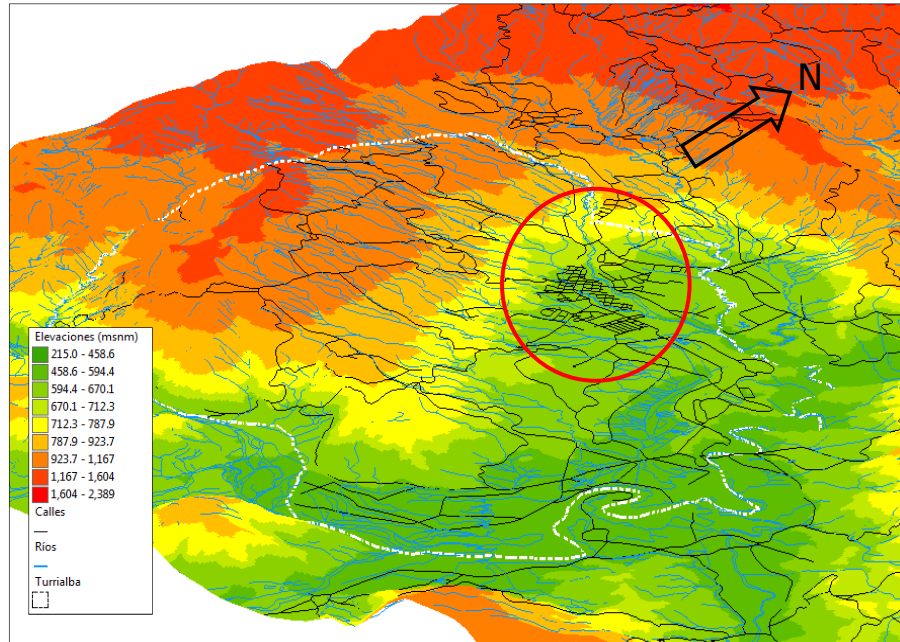 N
Elevaciones (msnm)
215.0 - 458.6
458.6 - 594.4
594.4 - 670.1
670.1 - 712.3
712.3 - 787.9
787.9 - 923.7
923.7 - 1,167
1,167 - 1,604
1,604 - 2,389
Calles
Ríos
Turrialba